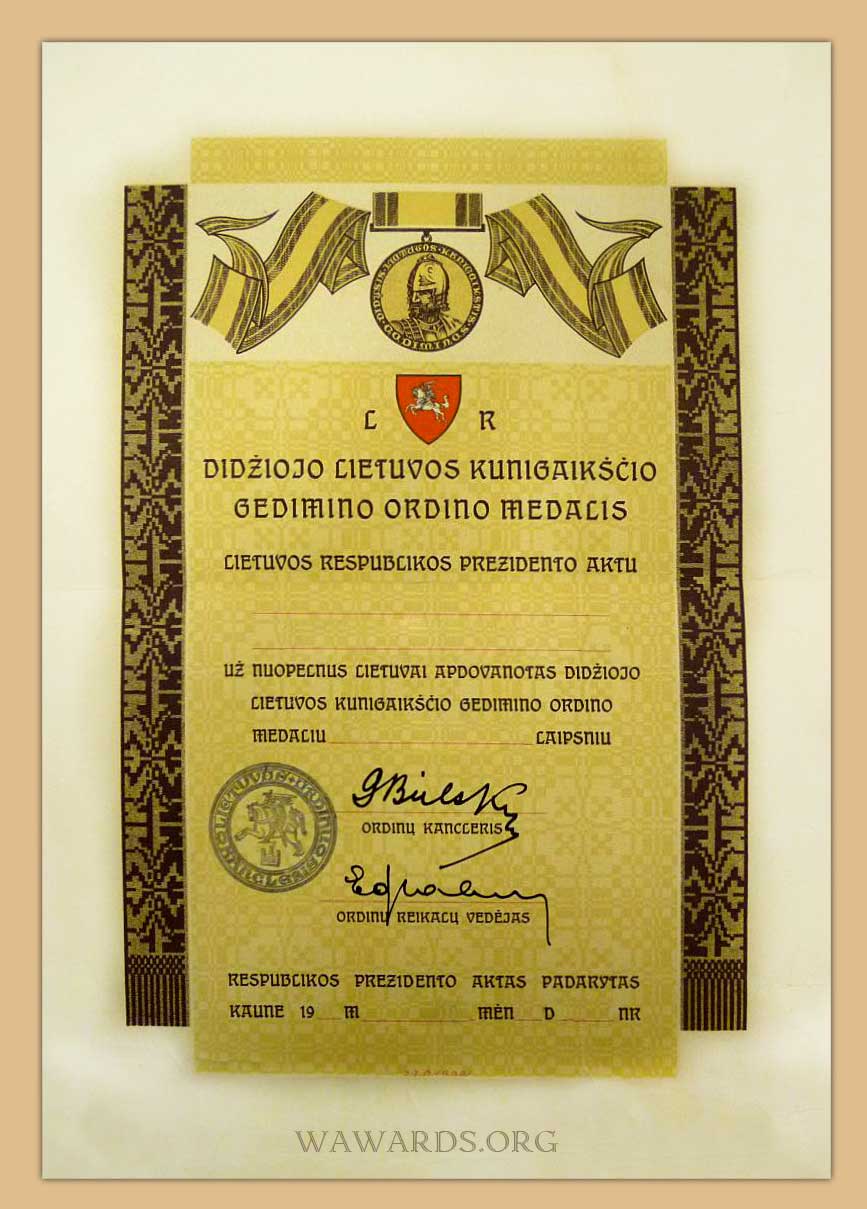 L R
DIDŽIOJO LIETUVOS KUNIGAIKŠČIO
GEDIMINO ORDINO MEDALIS
LIETUVOS RESPUBLIKOS PREZIDENTO AKTU
UŽ NUOPELNUS LIETUVAI APDOVANOTAS DIDŽIOJO
LIETUVOS KUNIGAIKŠČIO GEDIMINO ORDINO
MEDALIU LAIPSNIU
ORDINŲ KANCLERIS
ORDINŲ REIKALŲ VEDĖJAS
RESPUBLIKOS PREZIDENTO AKTAS PADARYTAS
KAUNE 19 M MĖN D NR
WAWARDS.ORG